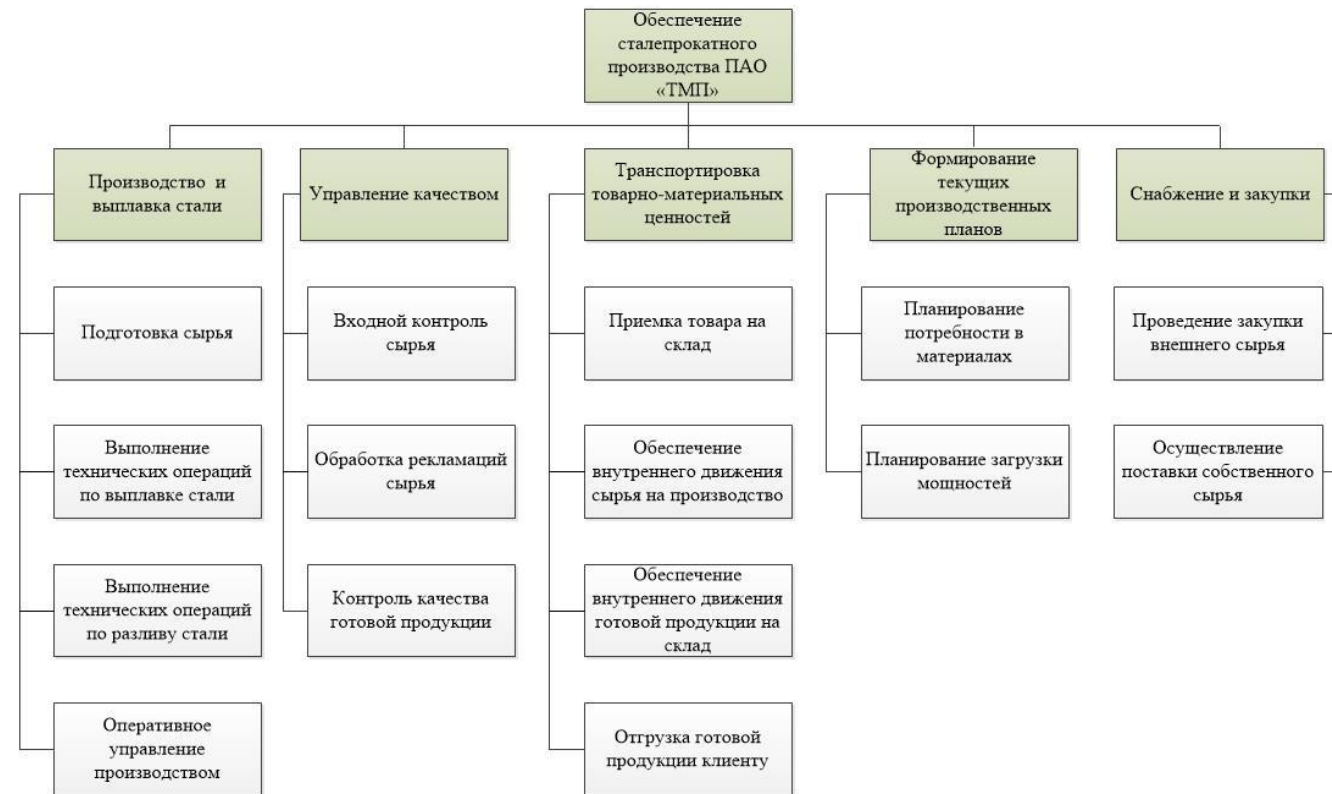 Обеспечение
сталепрокатного
производства ПАО
«ТМП»
Производство и
выплавка стали
Управление качеством
Транспортировка
товарно-материальных
ценностей
Формирование
текущих
производственных
планов
Снабжение и закупки
Подготовка сырья
Входной контроль
сырья
Приемка товара на
склад
Планирование
потребности в
материалах
Проведение закупки
внешнего сырья
Выполнение
технических операций
по выплавке стали
Обработка рекламаций
сырья
Обеспечение
внутреннего движения
сырья на производство
Планирование загрузки
мощностей
Осуществление
поставки собственного
сырья
Выполнение
технических операций
по разливу стали
Контроль качества
готовой продукции
Обеспечение
внутреннего движения
готовой продукции на
склад
Оперативное
управление
производством
Отгрузка готовой
продукции клиенту